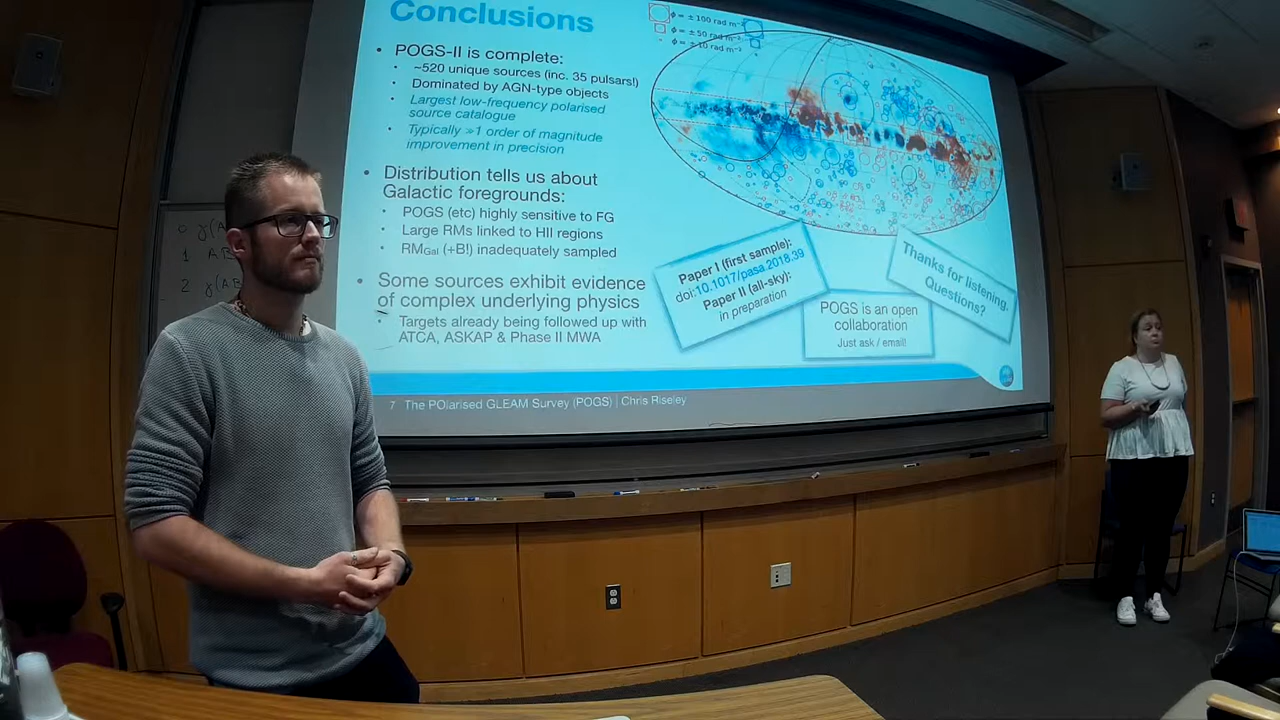 Conclusions
• POGS-II is complete:
• ~520 unique sources (inc. 35 pulsars!)
• Dominated by AGN-type objects
• Largest low-frequency polarised
source catalogue
• Typically ≫1 order of magnitude
improvement in precision
• Distribution tells us about
Galactic foregrounds:
• POGS (etc) highly sensitive to FG
• Large RMs linked to HII regions
• RMGal (+B!) inadequately sampled
• Some sources exhibit evidence
of complex underlying physics
• Targets already being followed up with
ATCA, ASKAP & Phase II MWA
ϕ = ±100 rad m⁻²
ϕ = ±50 rad m⁻²
ϕ = ±10 rad m⁻²
Paper I (first sample):
doi:10.1017/pasa.2018.39
Paper II (all-sky):
in preparation
POGS is an open
collaboration
Just ask / email!
Thanks for listening.
Questions?
7 The POlarised GLEAM Survey (POGS) | Chris Riseley
0
1
2